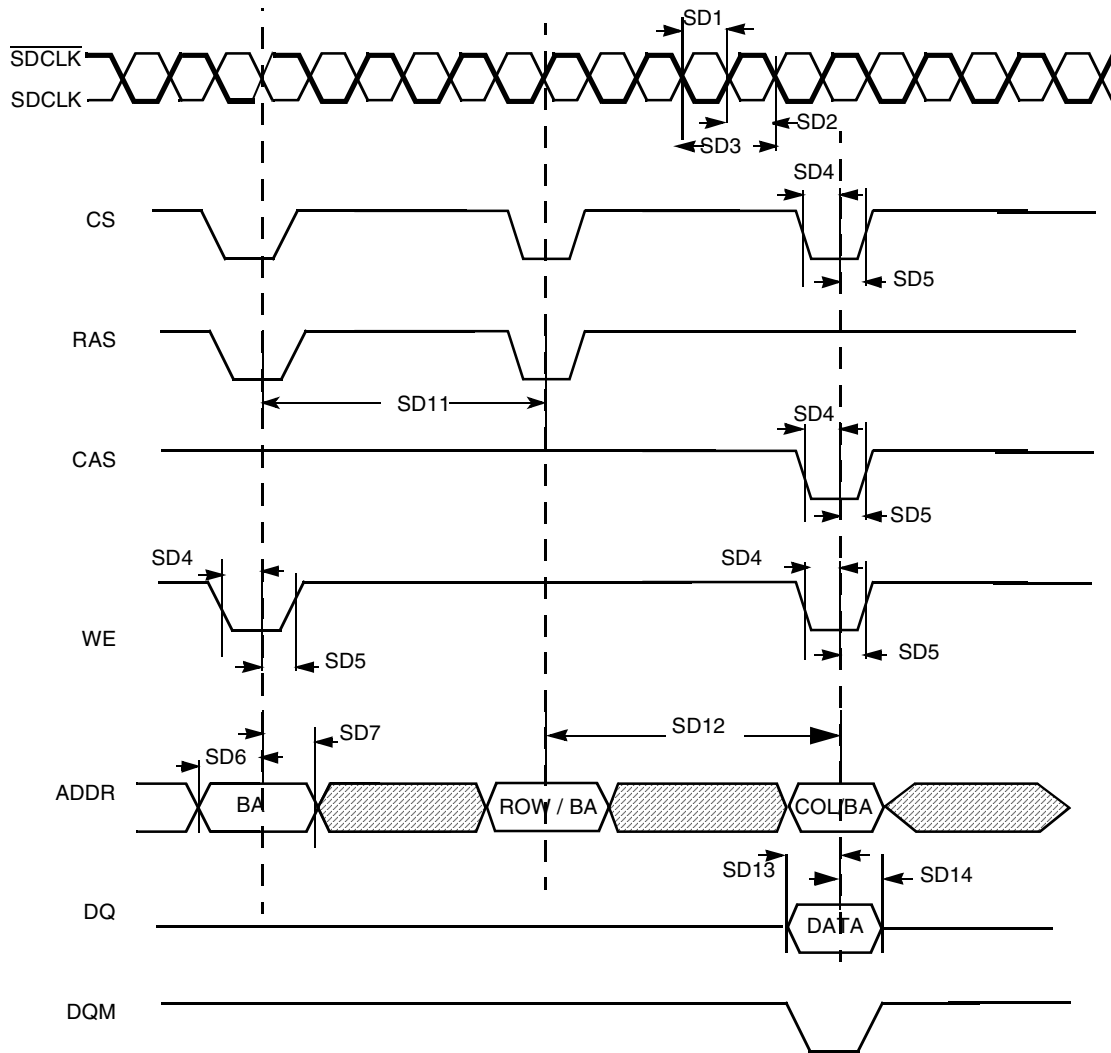 SD1
SDCLK
SDCLK
SD2
SD3
SD4
CS
SD5
RAS
SD11
SD4
CAS
SD5
SD4
SD4
WE
SD5
SD5
SD12
SD7
SD6
ADDR
BA
ROW / BA
COL/BA
SD13
SD14
DQ
DATA
DQM